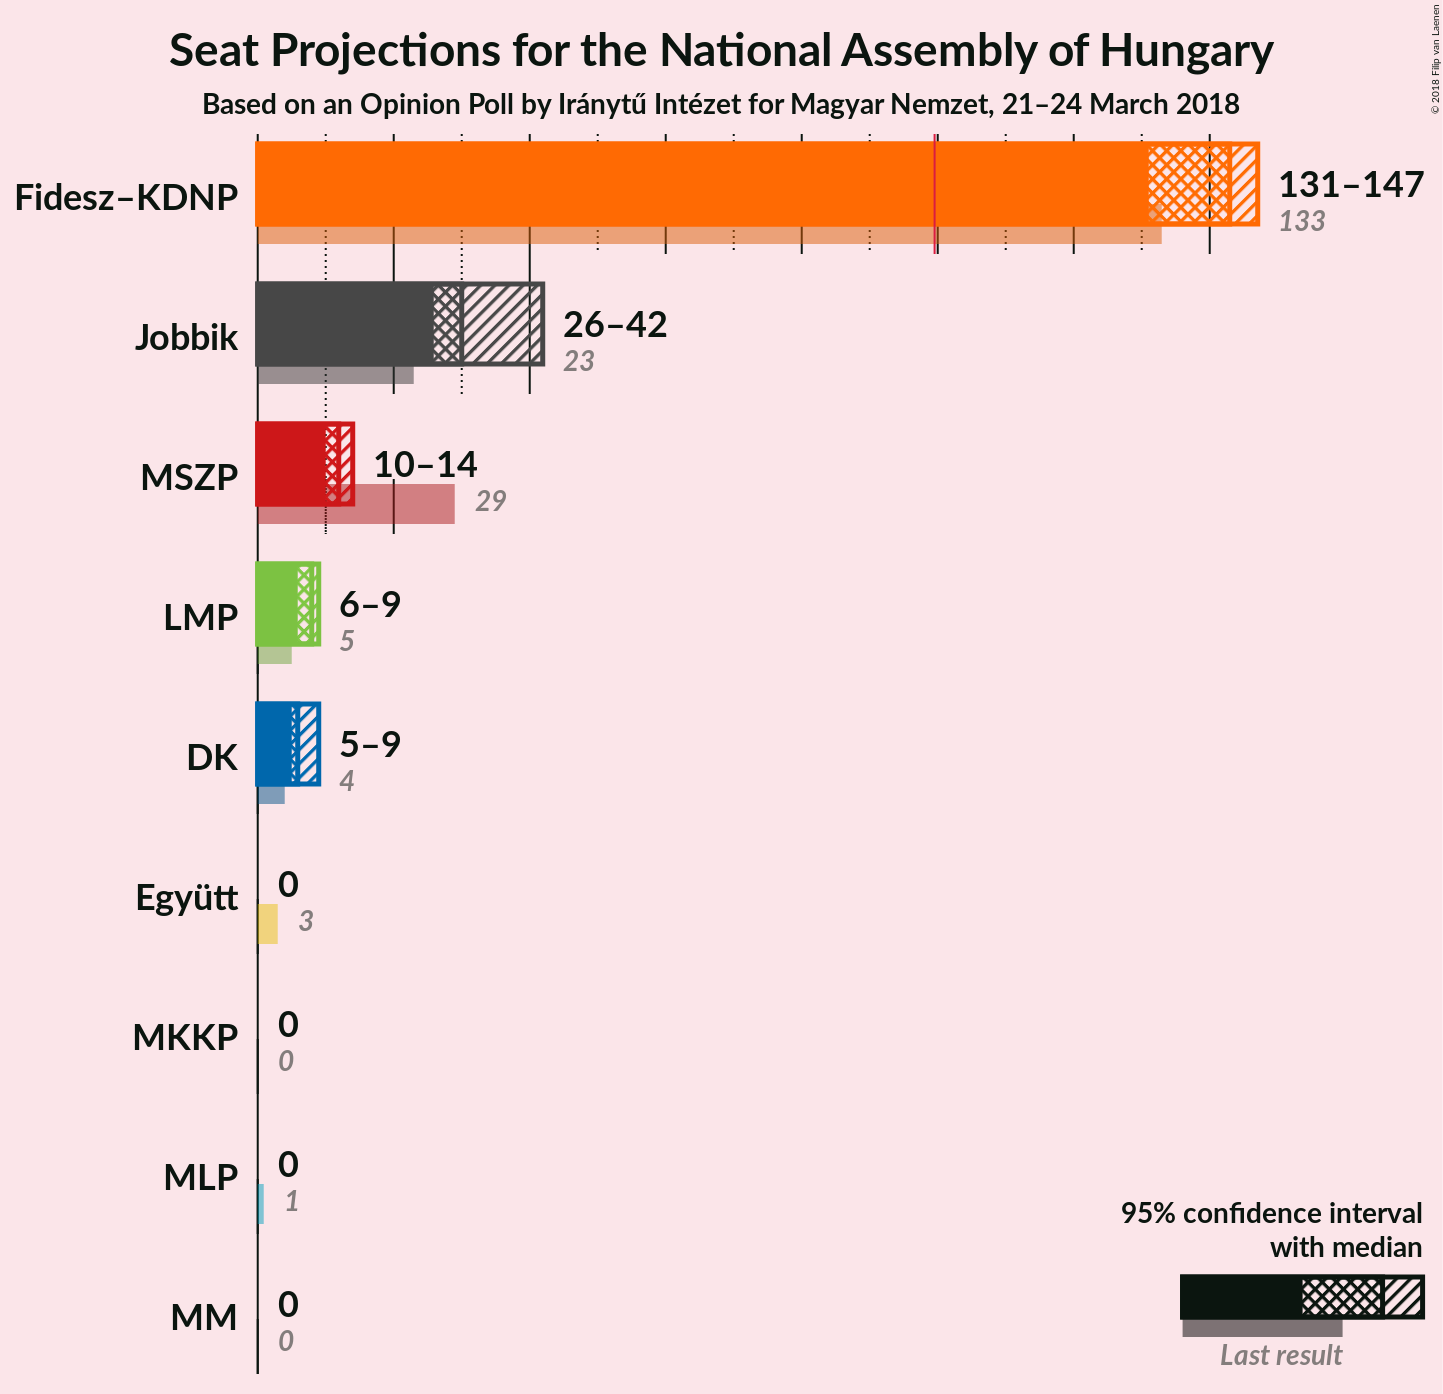 Seat Projections for the National Assembly of Hungary
Based on an Opinion Poll by Iránytű Intézet for Magyar Nemzet, 21–24 March 2018
© 2018 Filip van Laenen
Fidesz–KDNP
131–147
133
Jobbik
26–42
23
MSZP
10–14
29
LMP
6–9
5
DK
5–9
4
Együtt
0
3
MKKP
0
0
MLP
0
1
MM
0
0
95% confidence interval
with median
Last result